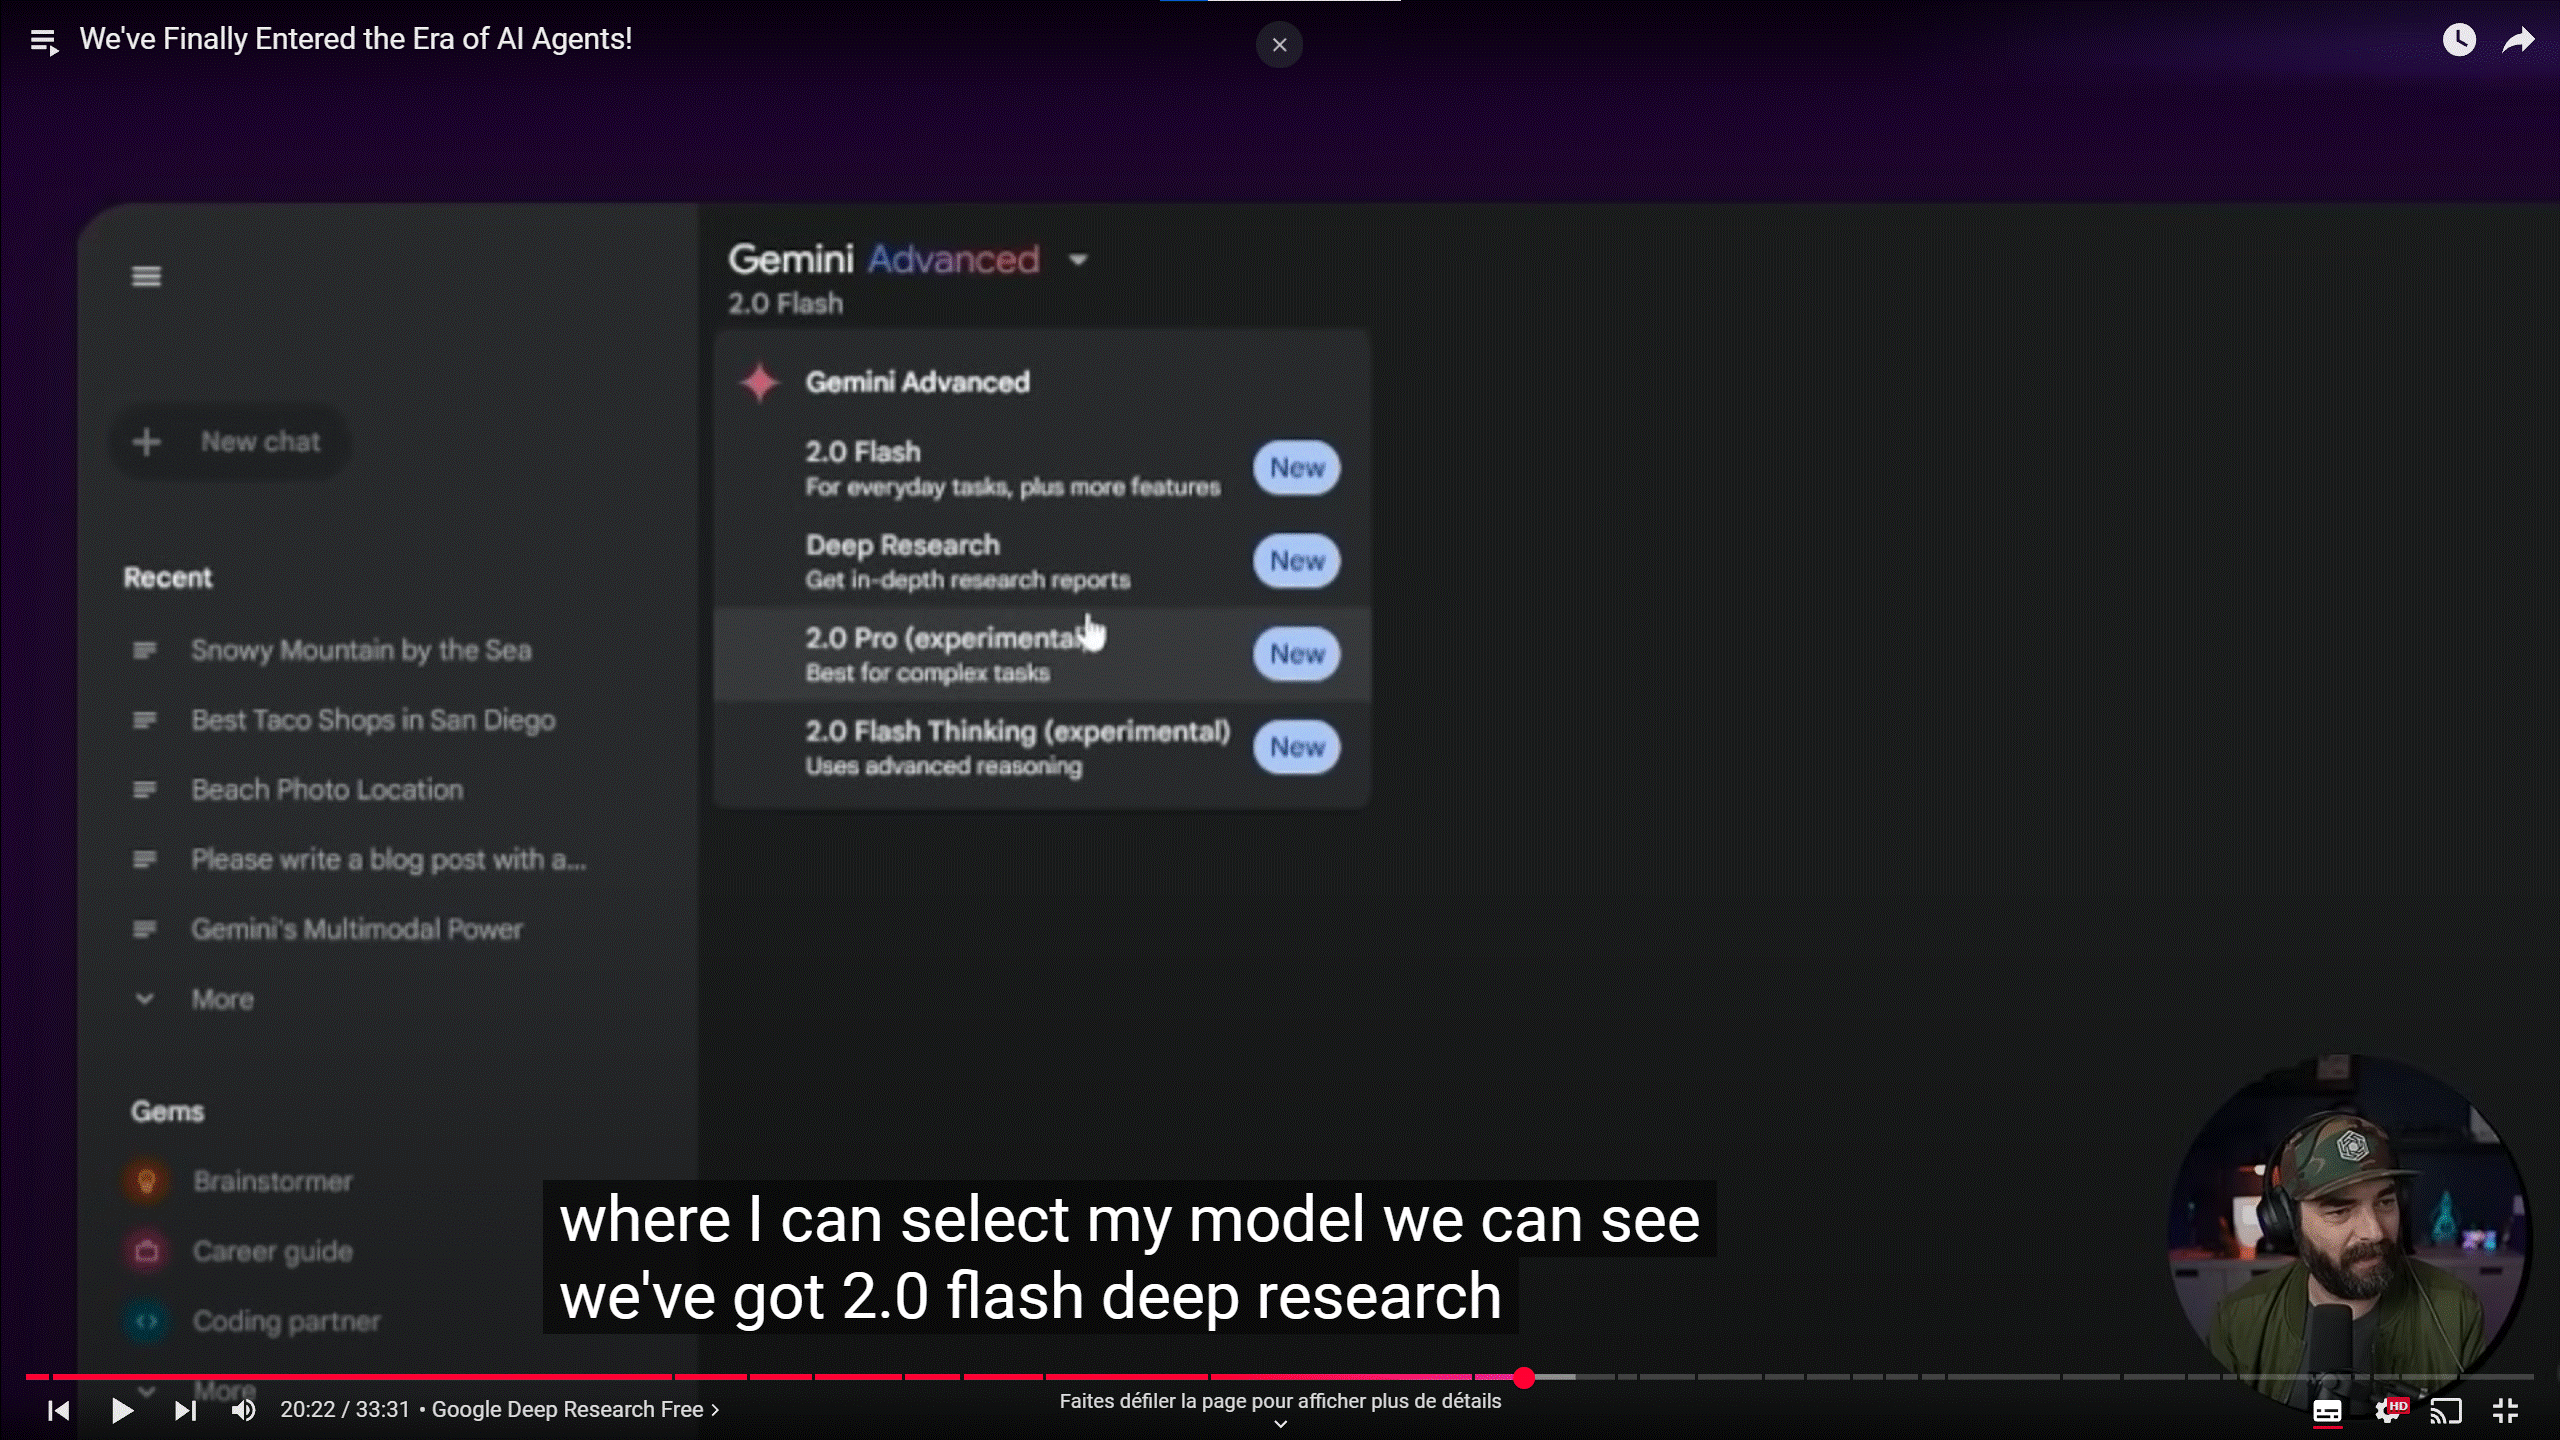 We've Finally Entered the Era of AI Agents!
Gemini Advanced
2.0 Flash
Gemini Advanced
2.0 Flash
For everyday tasks, plus more features
New
Deep Research
Get in-depth research reports
New
2.0 Pro (experimental
Best for complex tasks
New
2.0 Flash Thinking (experimental)
Uses advanced reasoning
New
New chat
Recent
Snowy Mountain by the Sea
Best Taco Shops in San Diego
Beach Photo Location
Please write a blog post with a...
Gemini's Multimodal Power
More
Gems
Brainstormer
Career guide
Coding partner
More
where I can select my model we can see
we've got 2.0 flash deep research
20:22 / 33:31 • Google Deep Research Free
Faites défiler la page pour afficher plus de détails
HD